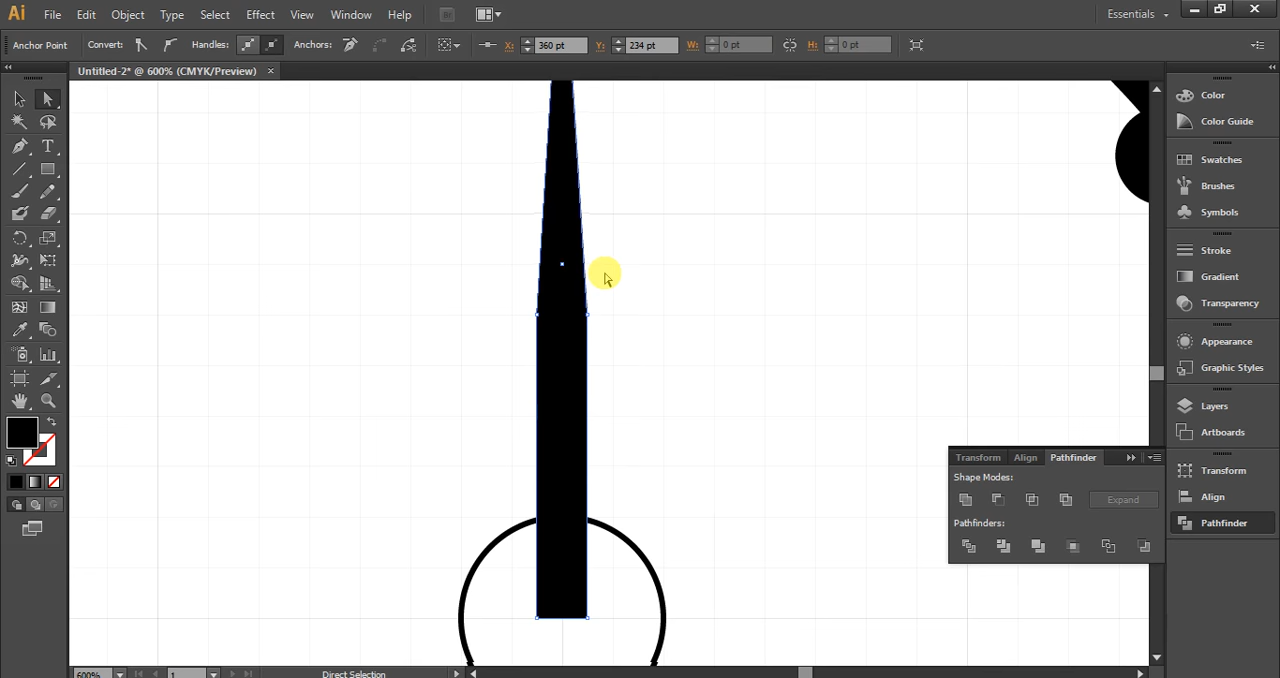 Ai File Edit Object Type Select Effect View Window Help Br Essentials
Anchor Point Convert: Handles: Anchors: X: 360 pt Y: 234 pt W: 0 pt H: 0 pt
Untitled-2* @ 600% (CMYK/Preview) ×
Color
Color Guide
Swatches
Brushes
Symbols
Stroke
Gradient
Transparency
Appearance
Graphic Styles
Layers
Artboards
Transform
Align
Pathfinder
Transform Align Pathfinder
Shape Modes:
Expand
Pathfinders:
600% 1 Direct Selection